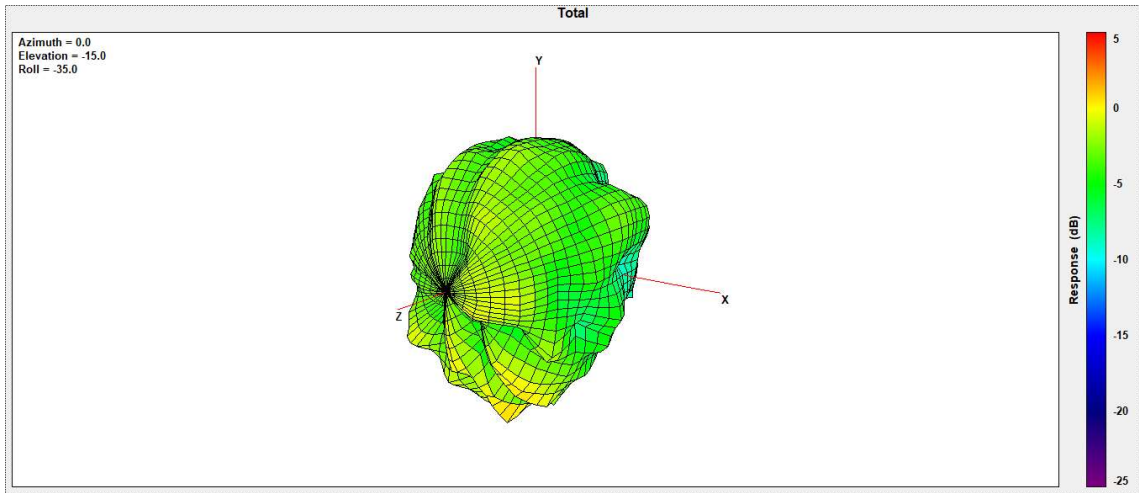 Total
Azimuth = 0.0
Elevation = -15.0
Roll = -35.0
Y
X
Z
5
0
-5
-10
-15
-20
-25
Response (dB)